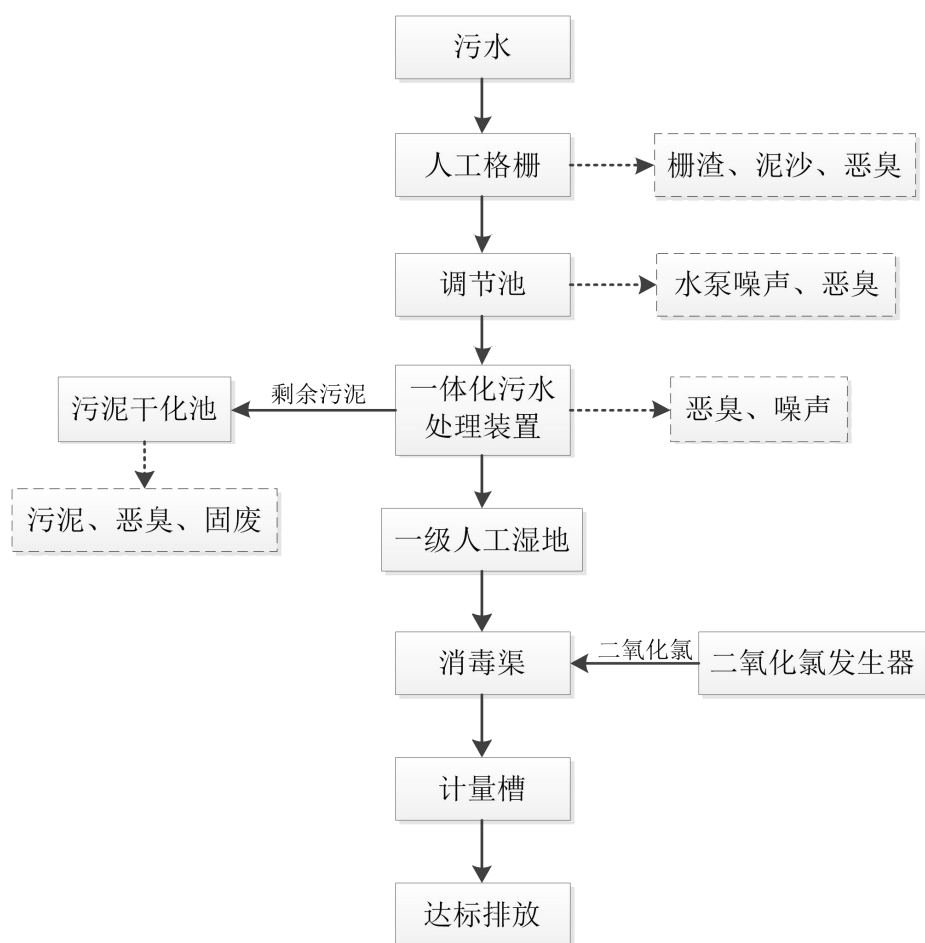 污水
人工格栅
栅渣、泥沙、恶臭
调节池
水泵噪声、恶臭
污泥干化池
剩余污泥
一体化污水
处理装置
恶臭、噪声
污泥、恶臭、固废
一级人工湿地
消毒渠
二氧化氯
二氧化氯发生器
计量槽
达标排放